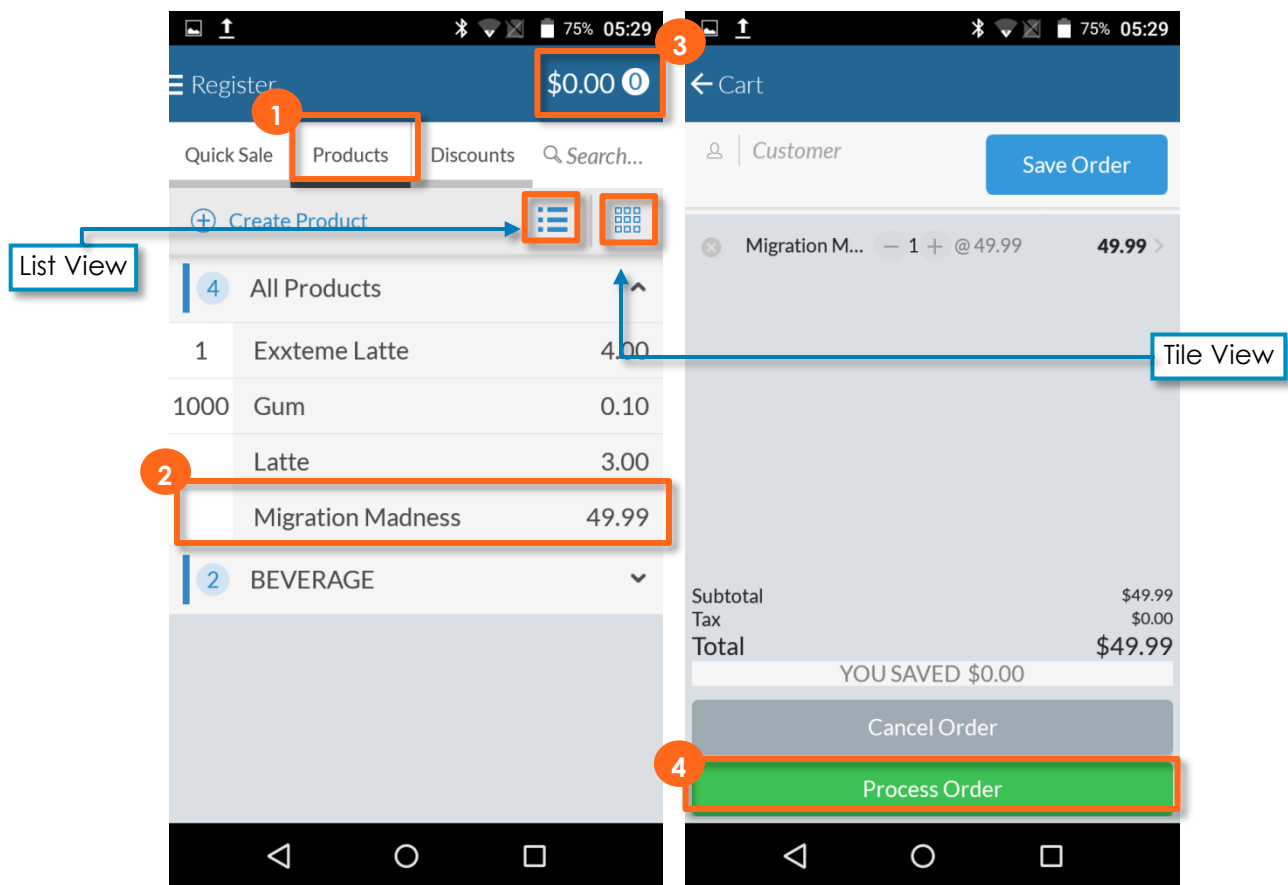 75% 05:29
Register
$0.00 0
3
1
Quick Sale Products Discounts Search...
Create Product
List View
4 All Products
1 Exxteme Latte 4.00
1000 Gum 0.10
Latte 3.00
2
Migration Madness 49.99
2 BEVERAGE
75% 05:29
Cart
Customer
Save Order
Migration M... − 1 + @ 49.99 49.99
Tile View
Subtotal $49.99
Tax $0.00
Total $49.99
YOU SAVED $0.00
Cancel Order
4
Process Order